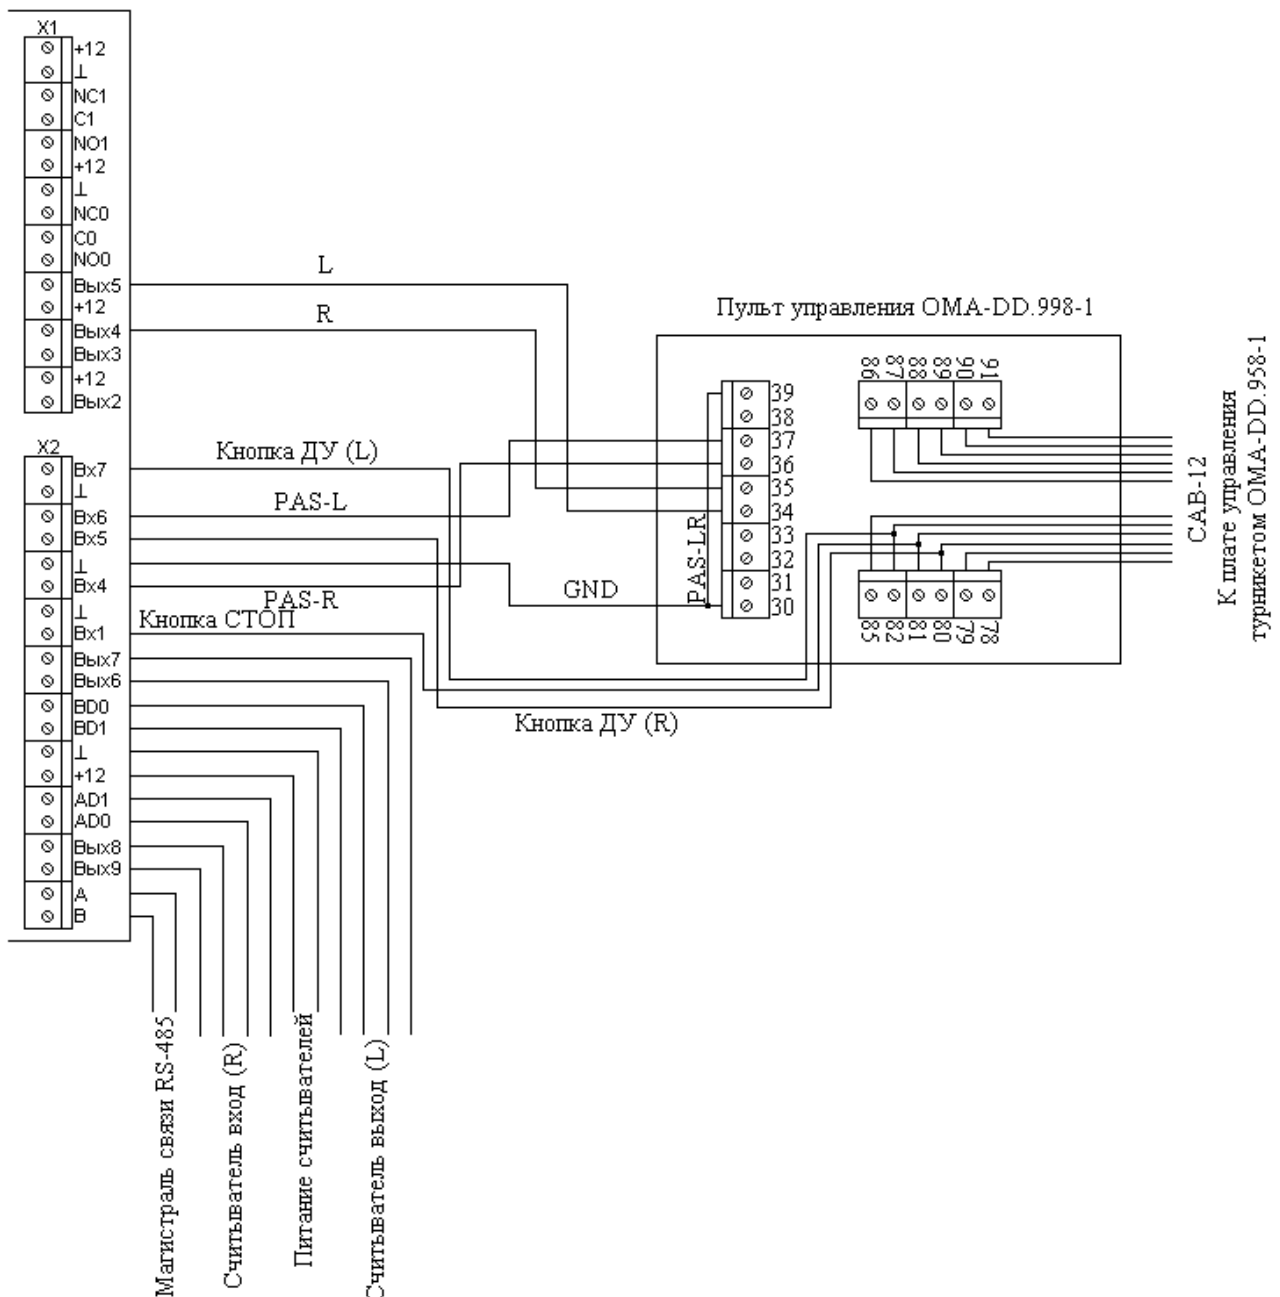 X1
+12
⊥
NC1
C1
NO1
+12
⊥
NC0
C0
NO0
Вых5
+12
Вых4
Вых3
+12
Вых2
X2
Вх7
⊥
Вх6
Вх5
⊥
Вх4
⊥
Вх1
Вых7
Вых6
BD0
BD1
⊥
+12
AD1
AD0
Вых8
Вых9
A
B
L
R
Кнопка ДУ (L)
PAS-L
GND
PAS-R
Кнопка СТОП
Кнопка ДУ (R)
Пульт управления OMA-DD.998-1
39
38
37
36
35
34
33
32
31
30
PAS-LR
86
87
88
89
90
91
85
82
81
80
79
78
CAB-12
К плате управления
турникетом OMA-DD.958-1
Магистраль связи RS-485
Считыватель вход (R)
Питание считывателей
Считыватель выход (L)